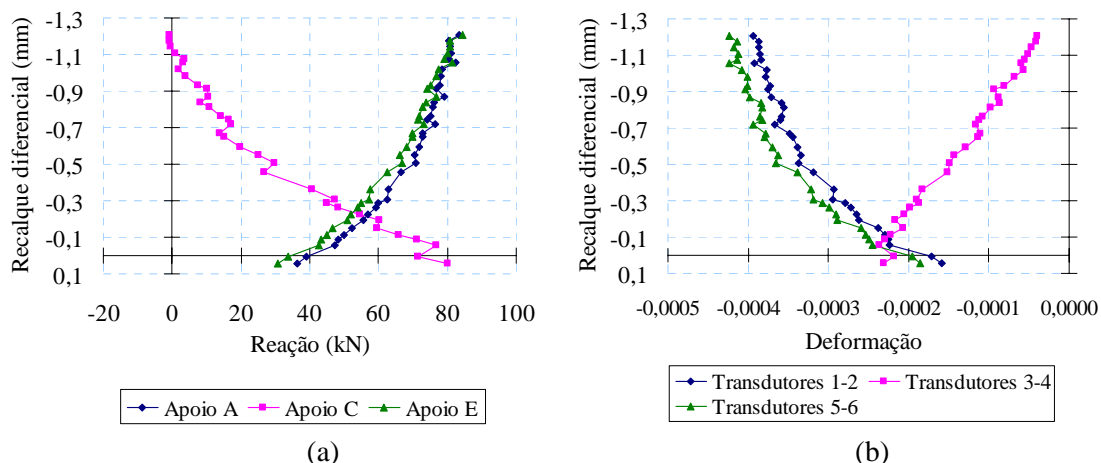 Recalque diferencial (mm)
-1,3
-1,1
-0,9
-0,7
-0,5
-0,3
-0,1
0,1
-20 0 20 40 60 80 100
Reação (kN)
Apoio A Apoio C Apoio E
(a)
Recalque diferencial (mm)
-1,3
-1,1
-0,9
-0,7
-0,5
-0,3
-0,1
0,1
-0,0005 -0,0004 -0,0003 -0,0002 -0,0001 0,0000
Deformação
Transdutores 1-2 Transdutores 3-4
Transdutores 5-6
(b)